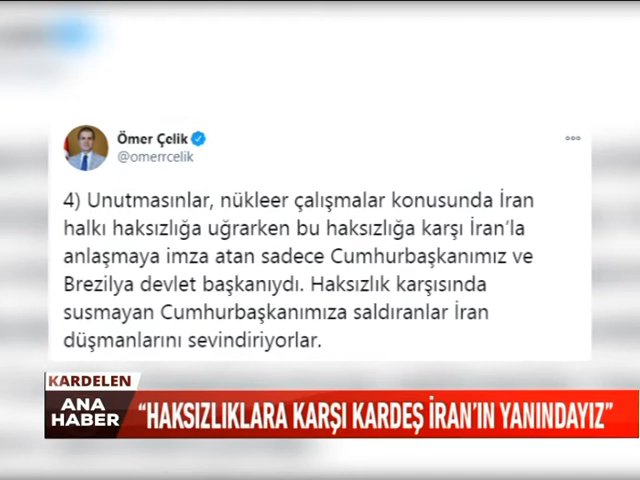 Ömer Çelik
@omerrcelik
4) Unutmasınlar, nükleer çalışmalar konusunda İran
halkı haksızlığa uğrarken bu haksızlığa karşı İran'la
anlaşmaya imza atan sadece Cumhurbaşkanımız ve
Brezilya devlet başkanıydı. Haksızlık karşısında
susmayan Cumhurbaşkanımıza saldıranlar İran
düşmanlarını sevindiriyorlar.
KARDELEN
ANA
HABER
“HAKSIZLIKLARA KARŞI KARDEŞ İRAN'IN YANINDAYIZ”